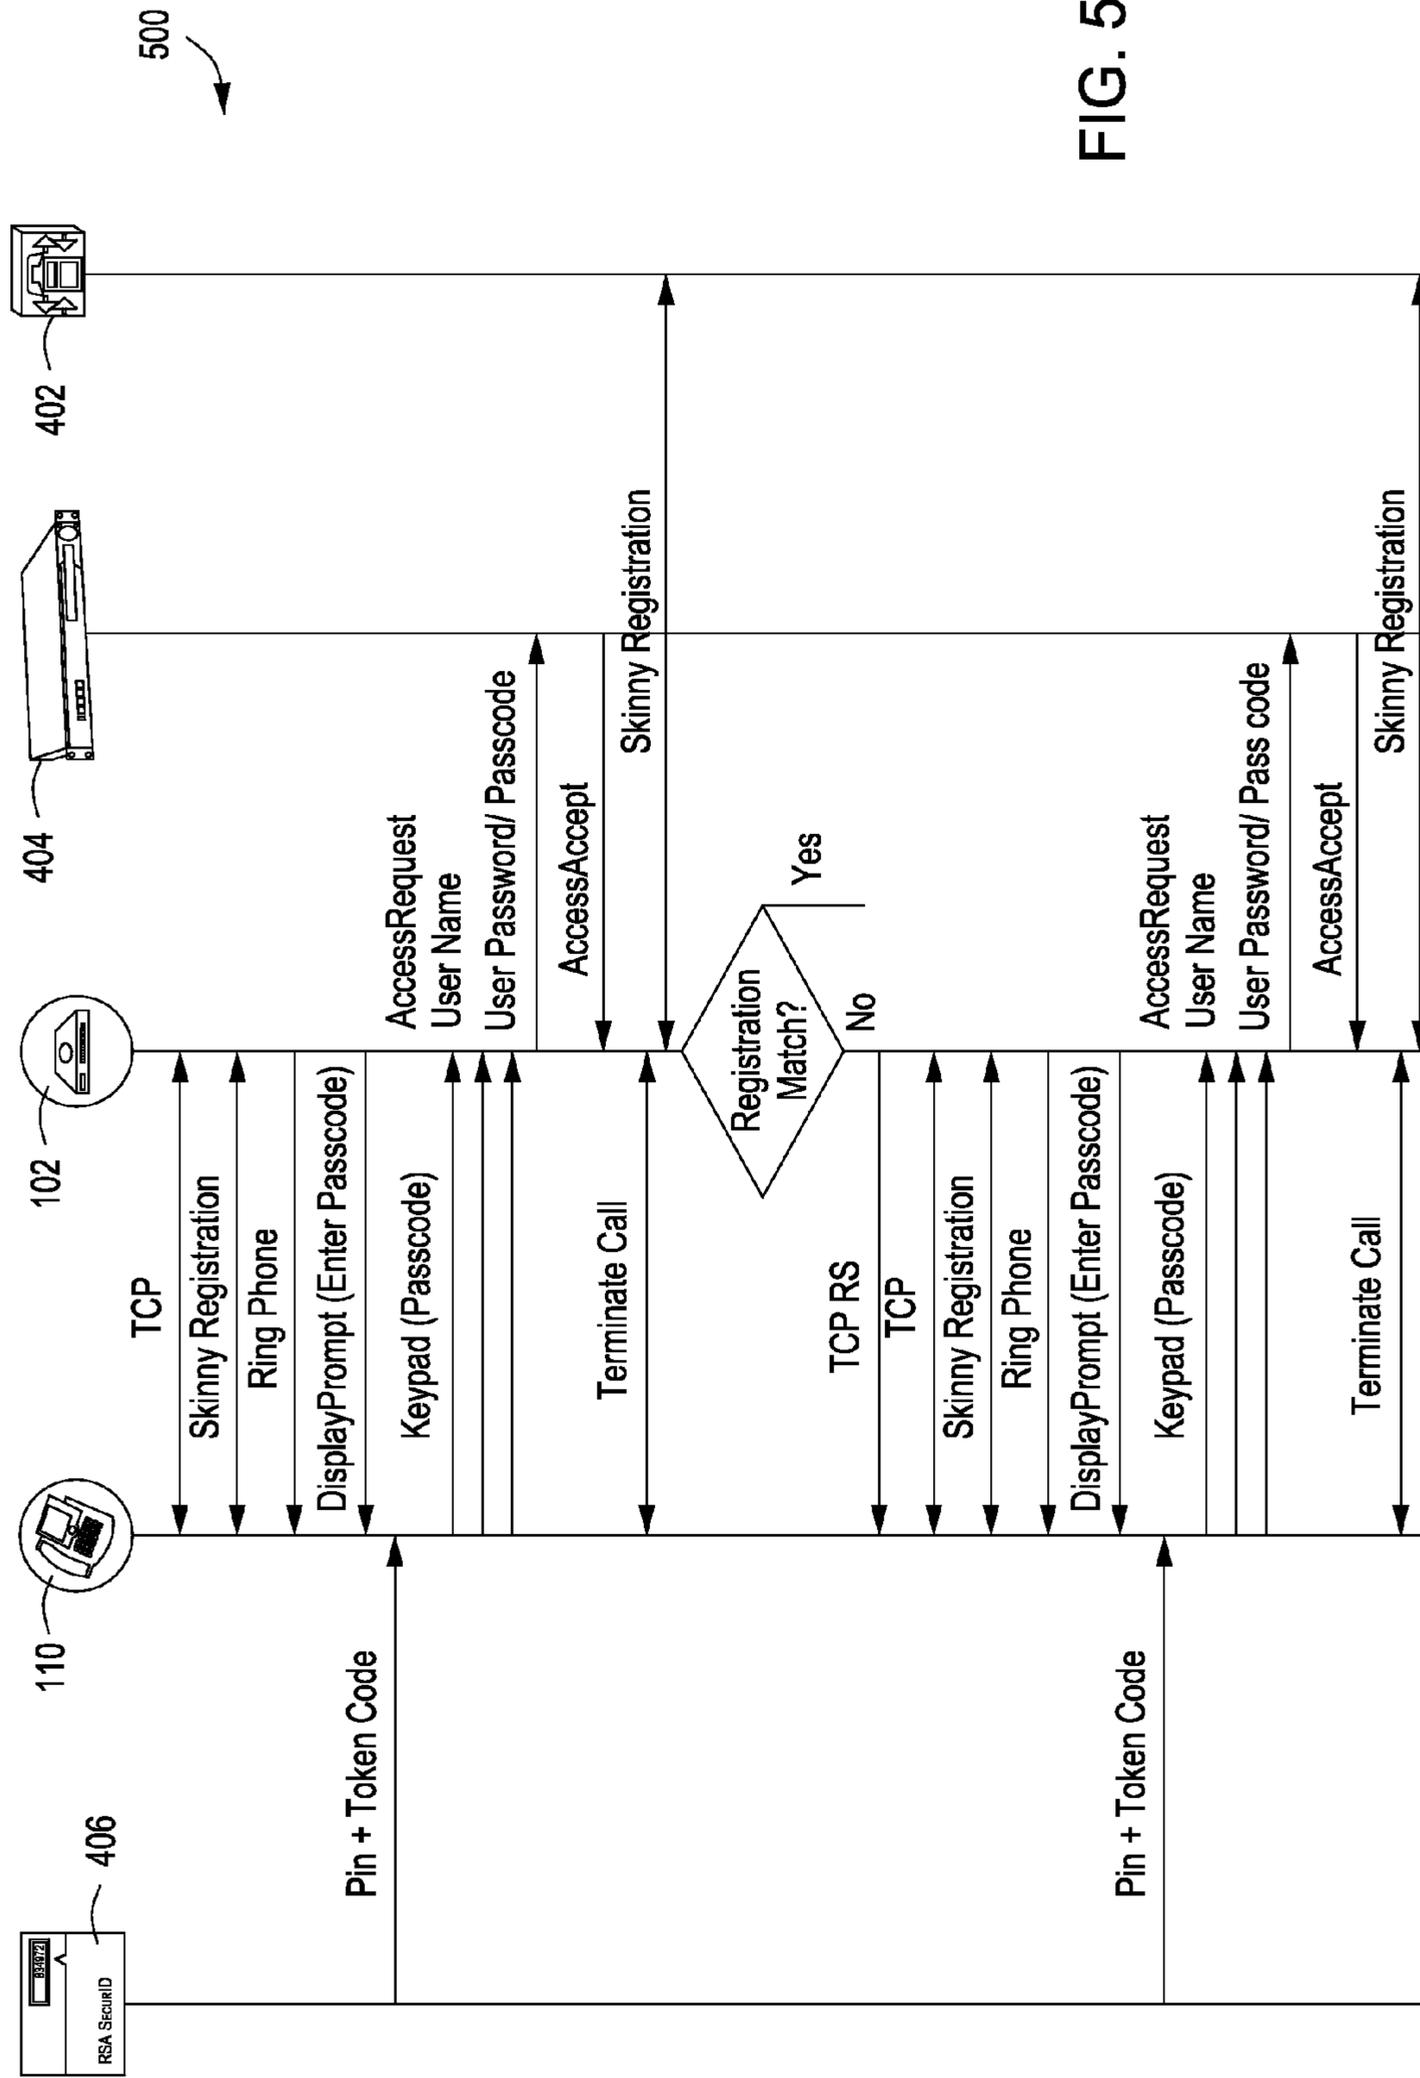 500
FIG. 5
406
110
102
404
402
834972
RSA SecurID
TCP
Skinny Registration
Ring Phone
DisplayPrompt (Enter Passcode)
Pin + Token Code
Keypad (Passcode)
AccessRequest
User Name
User Password/ Passcode
AccessAccept
Terminate Call
Skinny Registration
Registration
Match?
Yes
No
TCP RS
TCP
Skinny Registration
Ring Phone
DisplayPrompt (Enter Passcode)
Pin + Token Code
Keypad (Passcode)
AccessRequest
User Name
User Password/ Pass code
AccessAccept
Terminate Call
Skinny Registration